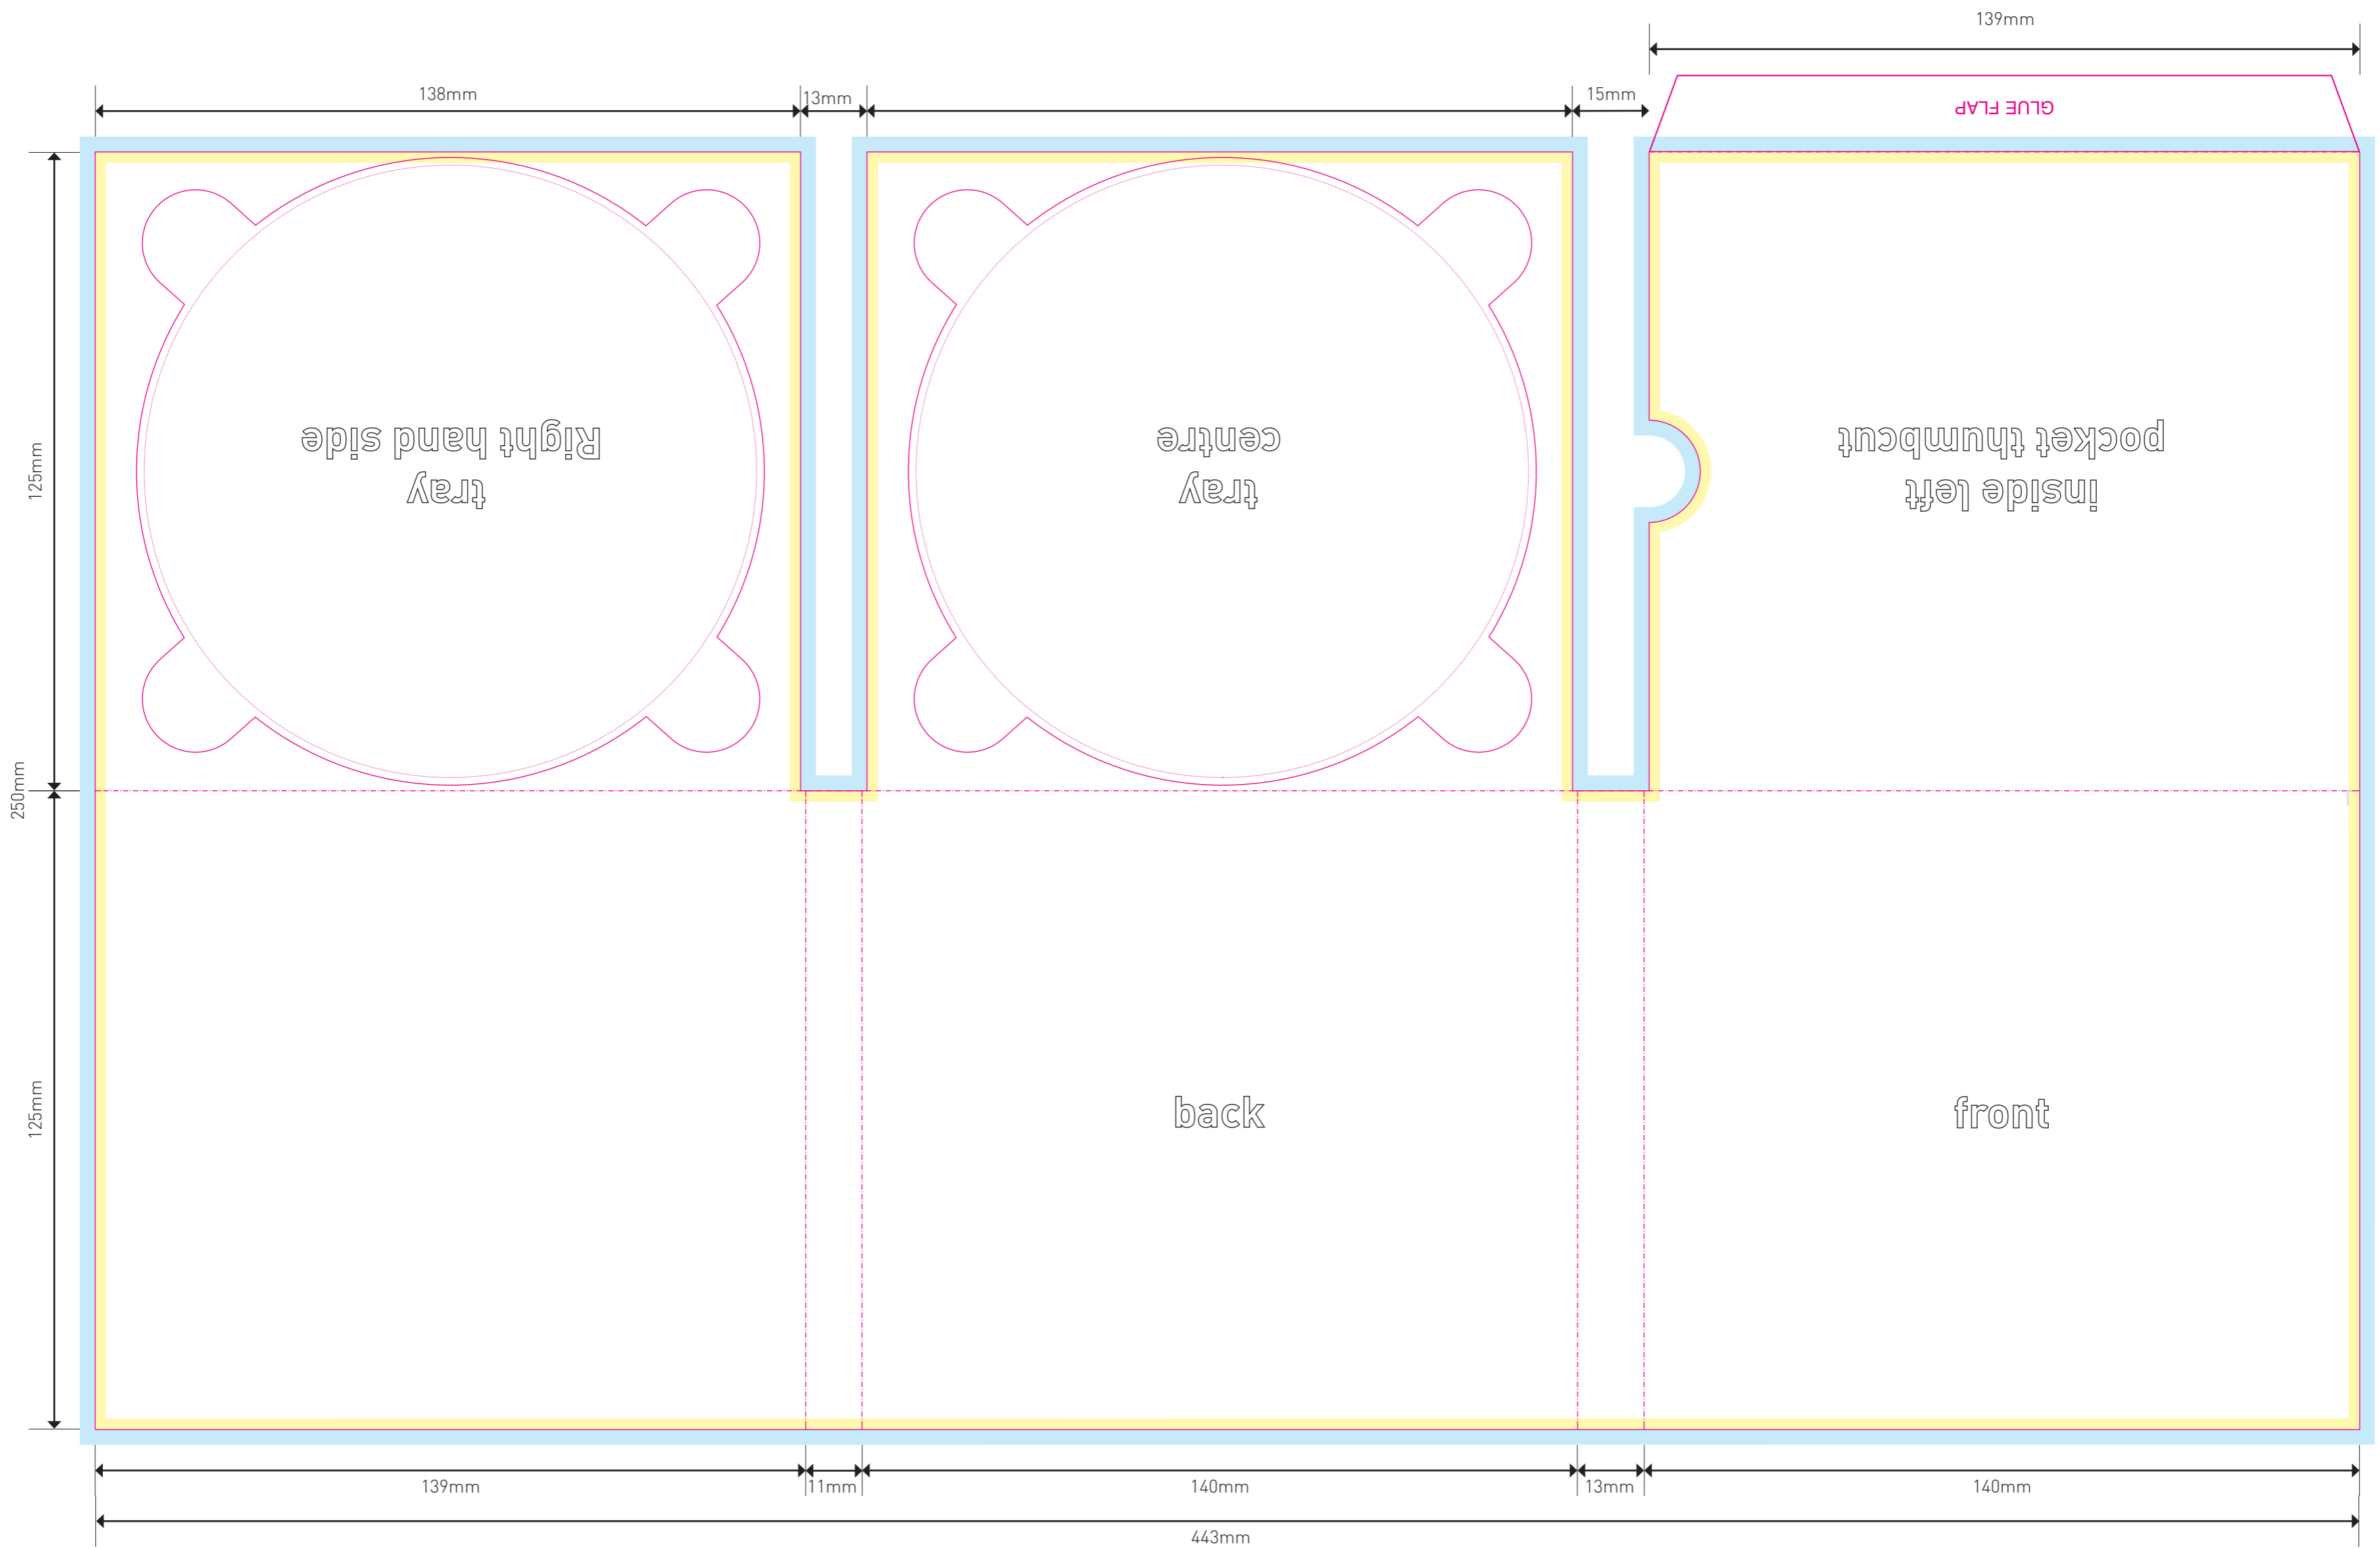 139mm
138mm
13mm
15mm
GLUE FLAP
Right hand side
tray
centre
tray
pocket thumbcut
inside left
125mm
250mm
125mm
back
front
139mm
11mm
140mm
13mm
140mm
443mm